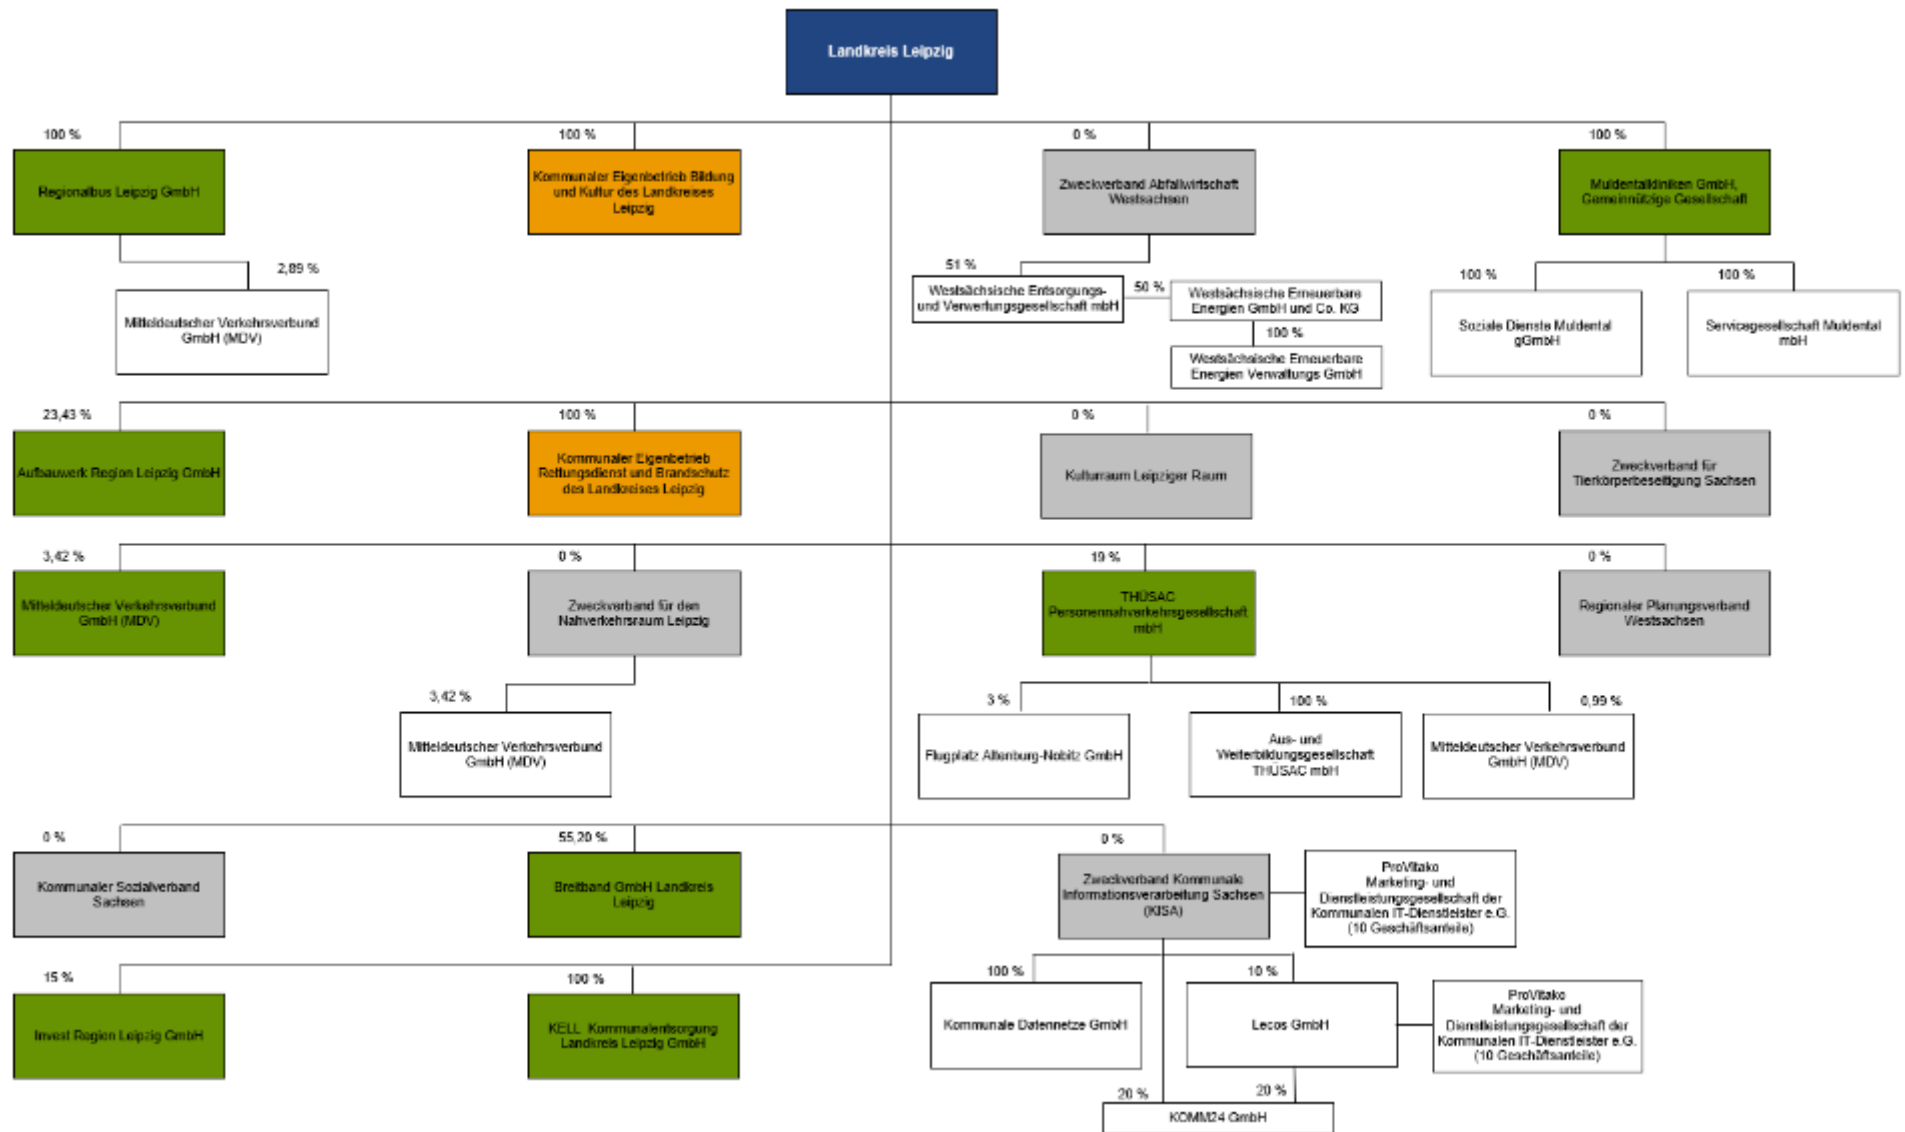 Landkreis Leipzig
100 %
100 %
0 %
100 %
Regionalbus Leipzig GmbH
Kommunaler Eigenbetrieb Bildung
und Kultur des Landkreises
Leipzig
Zweckverband Abfallwirtschaft
Westsachsen
Muldentalkliniken GmbH,
Gemeinnützige Gesellschaft
2,89 %
Mitteldeutscher Verkehrsverbund
GmbH (MDV)
51 %
Westsächsische Entsorgungs-
und Verwertungsgesellschaft mbH
50 %
Westsächsische Erneuerbare
Energien GmbH und Co. KG
100 %
Westsächsische Erneuerbare
Energien Verwaltungs GmbH
100 %
Soziale Dienste Muldental
gGmbH
100 %
Servicegesellschaft Muldental
mbH
23,43 %
100 %
0 %
0 %
Aufbauwerk Region Leipzig GmbH
Kommunaler Eigenbetrieb
Rettungsdienst und Brandschutz
des Landkreises Leipzig
Kulturraum Leipziger Raum
Zweckverband für
Tierkörperbeseitigung Sachsen
3,42 %
0 %
19 %
0 %
Mitteldeutscher Verkehrsverbund
GmbH (MDV)
Zweckverband für den
Nahverkehrsraum Leipzig
THÜSAC
Personennahverkehrsgesellschaft
mbH
Regionaler Planungsverband
Westsachsen
3,42 %
Mitteldeutscher Verkehrsverbund
GmbH (MDV)
3 %
Flugplatz Altenburg-Nobitz GmbH
100 %
Aus- und
Weiterbildungsgesellschaft
THÜSAC mbH
0,99 %
Mitteldeutscher Verkehrsverbund
GmbH (MDV)
0 %
55,20 %
0 %
Kommunaler Sozialverband
Sachsen
Breitband GmbH Landkreis
Leipzig
Zweckverband Kommunale
Informationsverarbeitung Sachsen
(KISA)
ProVitako
Marketing- und
Dienstleistungsgesellschaft der
Kommunalen IT-Dienstleister e.G.
(10 Geschäftsanteile)
15 %
100 %
Invest Region Leipzig GmbH
KELL Kommunalentsorgung
Landkreis Leipzig GmbH
100 %
Kommunale Datennetze GmbH
10 %
Lecos GmbH
ProVitako
Marketing- und
Dienstleistungsgesellschaft der
Kommunalen IT-Dienstleister e.G.
(10 Geschäftsanteile)
20 %
20 %
KOMM24 GmbH